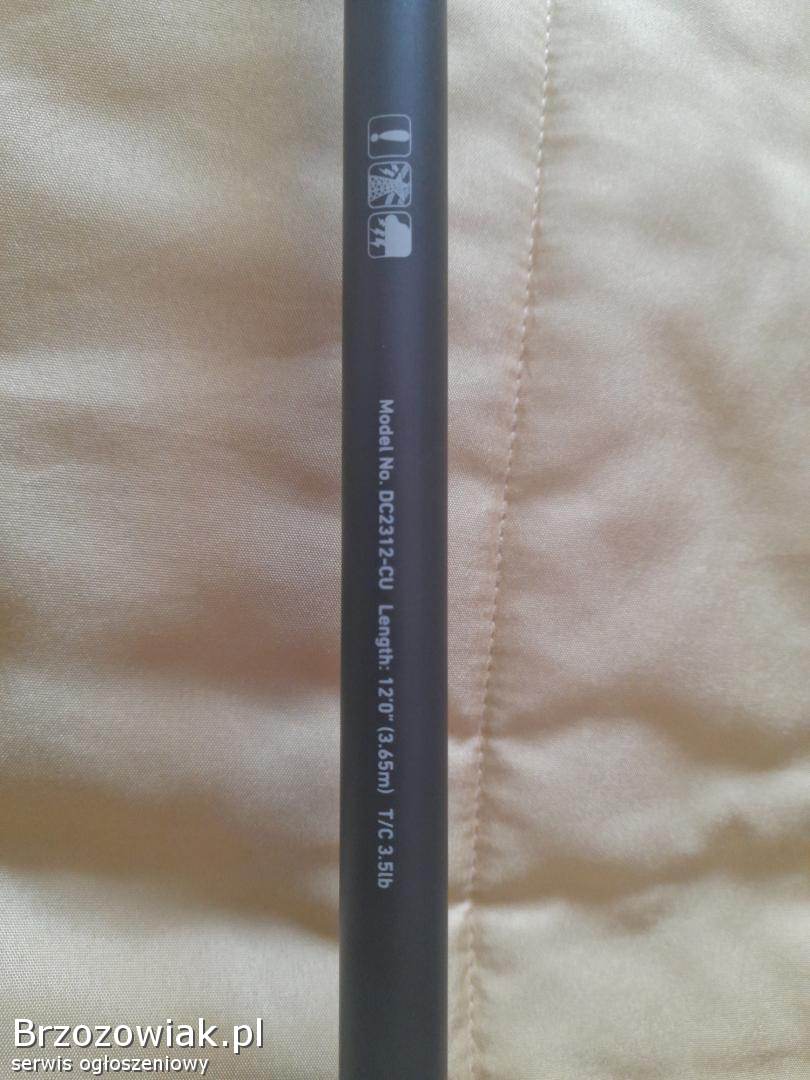 Model No. DC2312-CU Length: 12'0" (3.65m) T/C 3.5lb
Brzozowiak.pl
serwis ogłoszeniowy